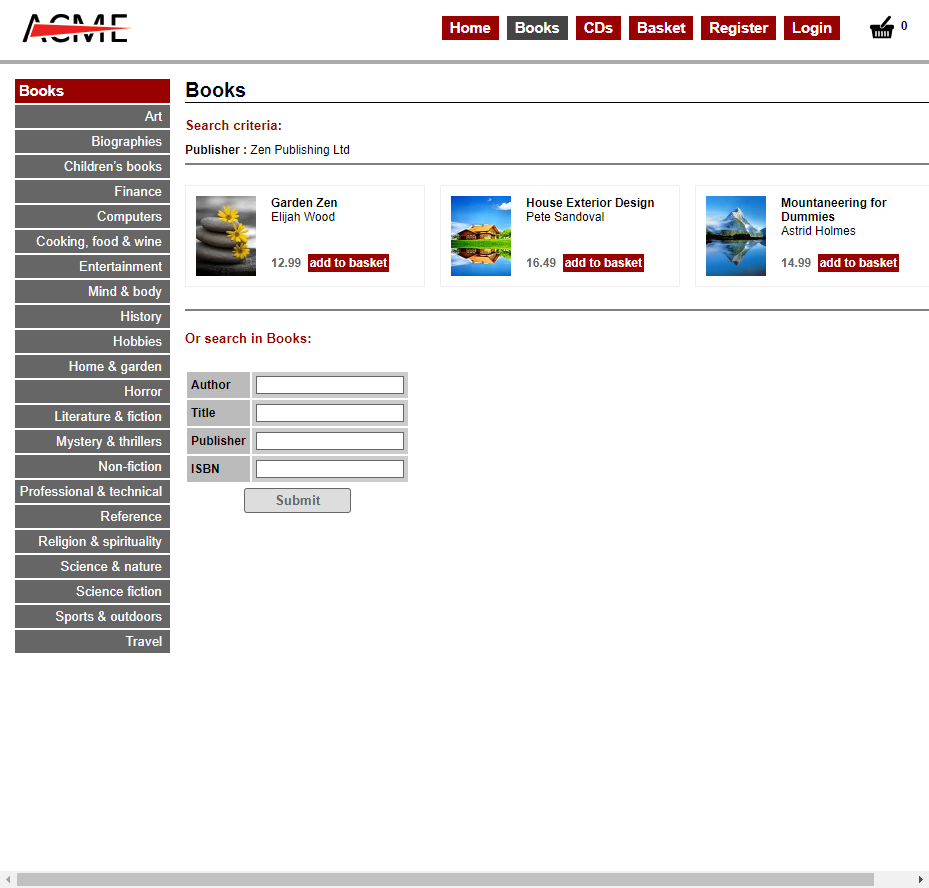 ACME
Home Books CDs Basket Register Login 0
Books
Art
Biographies
Children's books
Finance
Computers
Cooking, food & wine
Entertainment
Mind & body
History
Hobbies
Home & garden
Horror
Literature & fiction
Mystery & thrillers
Non-fiction
Professional & technical
Reference
Religion & spirituality
Science & nature
Science fiction
Sports & outdoors
Travel
Books
Search criteria:
Publisher : Zen Publishing Ltd
Garden Zen
Elijah Wood
12.99 add to basket
House Exterior Design
Pete Sandoval
16.49 add to basket
Mountaneering for
Dummies
Astrid Holmes
14.99 add to basket
Or search in Books:
Author
Title
Publisher
ISBN
Submit